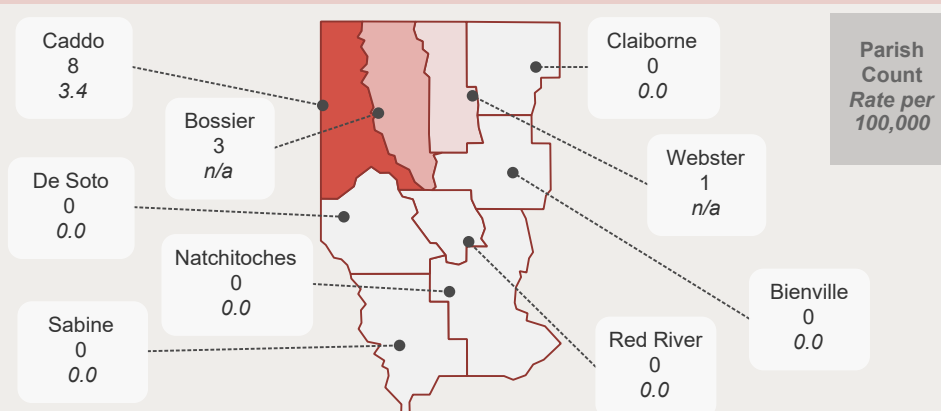 Caddo
8
3.4
Bossier
3
n/a
De Soto
0
0.0
Natchitoches
0
0.0
Sabine
0
0.0
Claiborne
0
0.0
Webster
1
n/a
Bienville
0
0.0
Red River
0
0.0
Parish
Count
Rate per
100,000